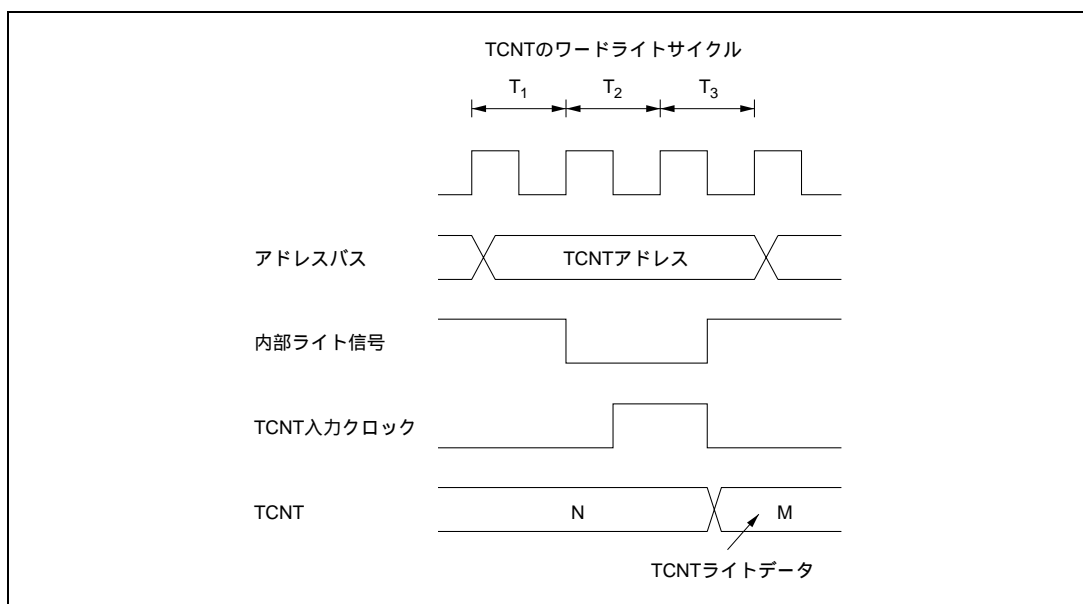 TCNTのワードライトサイクル
T1 T2 T3
アドレスバス TCNTアドレス
内部ライト信号
TCNT入力クロック
TCNT N M
TCNTライトデータ